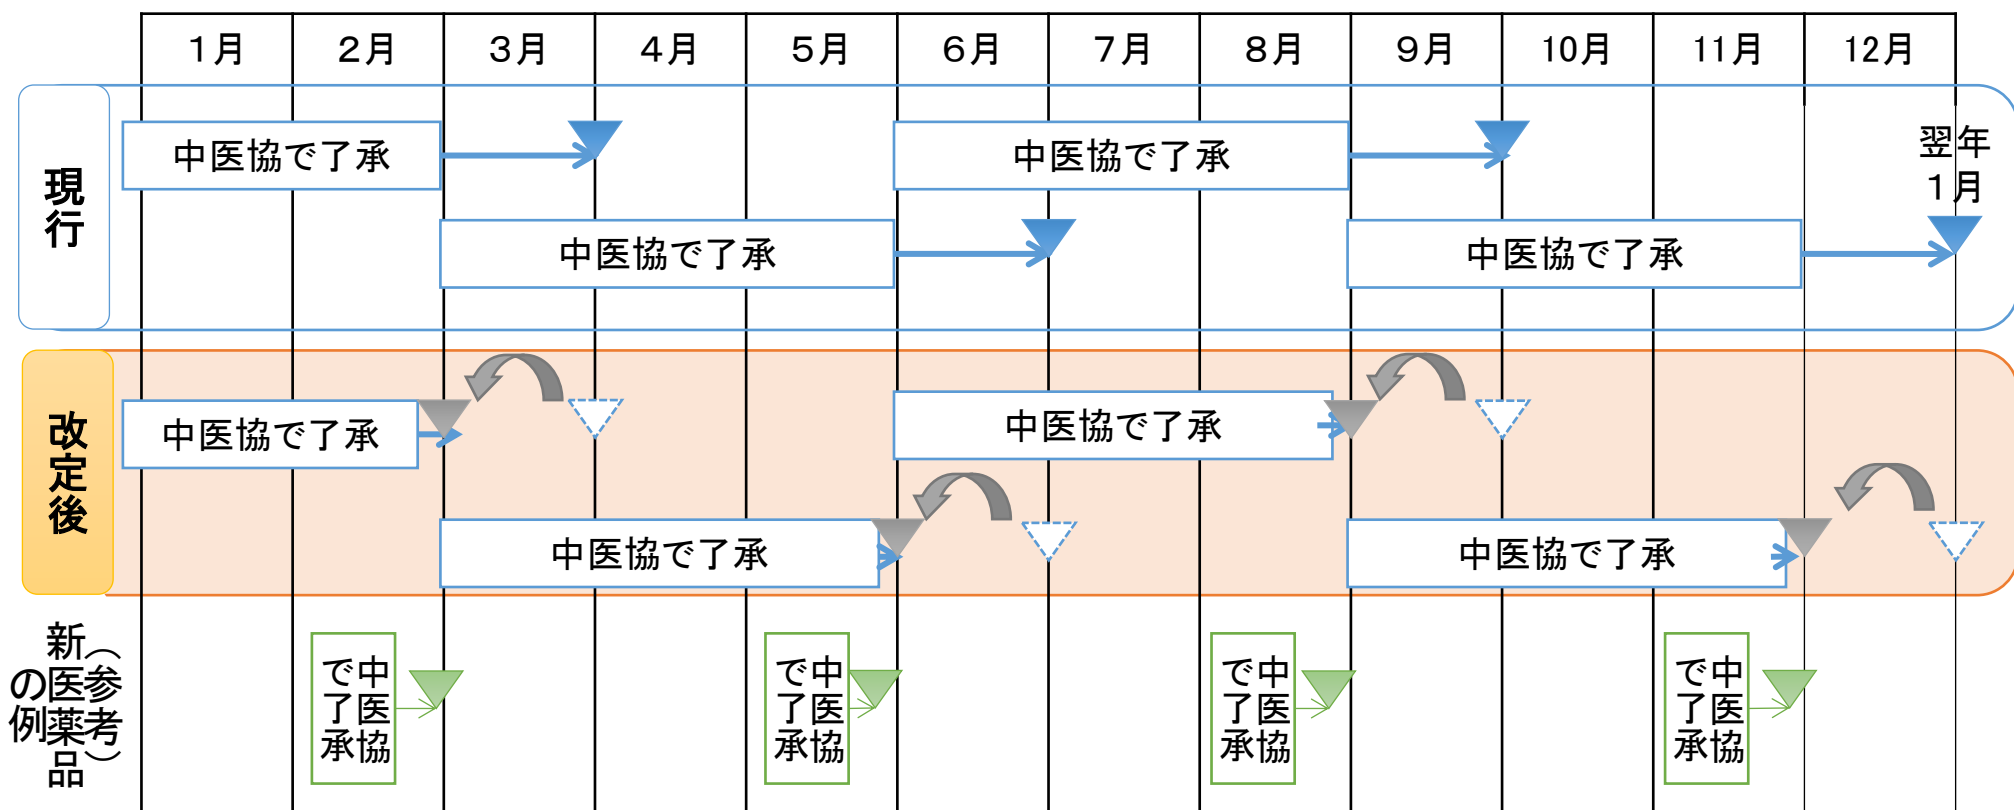 １月 ２月 ３月 ４月 ５月 ６月 ７月 ８月 ９月 10月 11月 12月
現行
中医協で了承
中医協で了承
翌年
１月
中医協で了承
中医協で了承
改定後
中医協で了承
中医協で了承
中医協で了承
中医協で了承
（参考）
新医薬品
の例
中医協
で了承
中医協
で了承
中医協
で了承
中医協
で了承